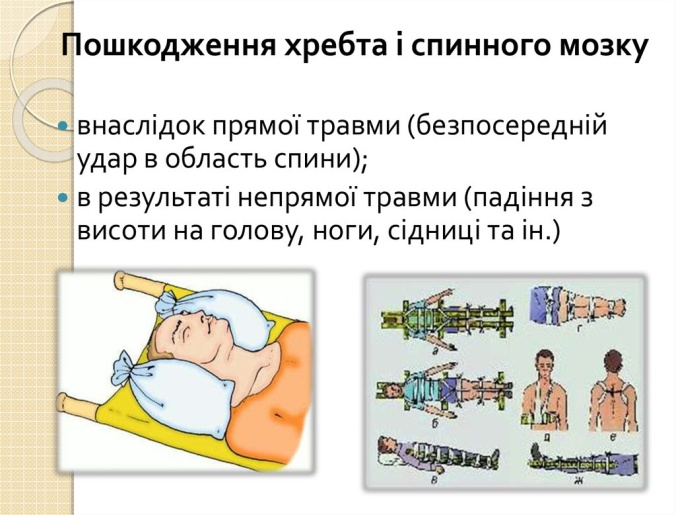 Пошкодження хребта і спинного мозку
внаслідок прямої травми (безпосередній
удар в область спини);
в результаті непрямої травми (падіння з
висоти на голову, ноги, сідниці та ін.)
а
г
б
д
е
в
ж